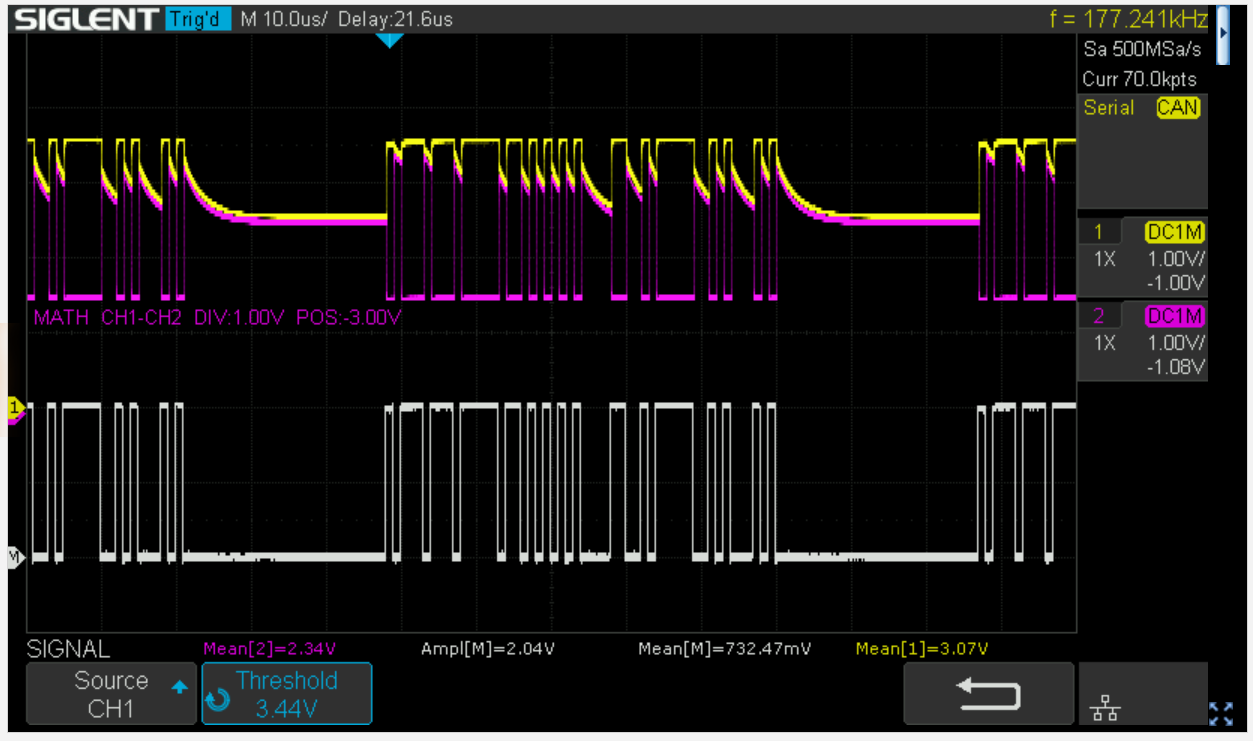 SIGLENT Trig'd M 10.0us/ Delay:21.6us f = 177.241kHz
Sa 500MSa/s
Curr 70.0kpts
Serial CAN
1 DC1M
1X 1.00V/
-1.00V
MATH CH1-CH2 DIV:1.00V POS:-3.00V
2 DC1M
1X 1.00V/
-1.08V
1
M
SIGNAL Mean[2]=2.34V Ampl[M]=2.04V Mean[M]=732.47mV Mean[1]=3.07V
Source
CH1
Threshold
3.44V